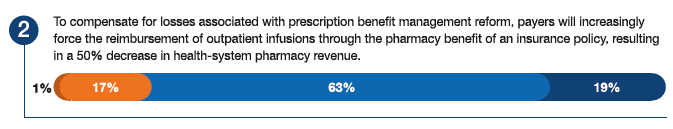 2
To compensate for losses associated with prescription benefit management reform, payers will increasingly
force the reimbursement of outpatient infusions through the pharmacy benefit of an insurance policy, resulting
in a 50% decrease in health-system pharmacy revenue.
1% 17% 63% 19%